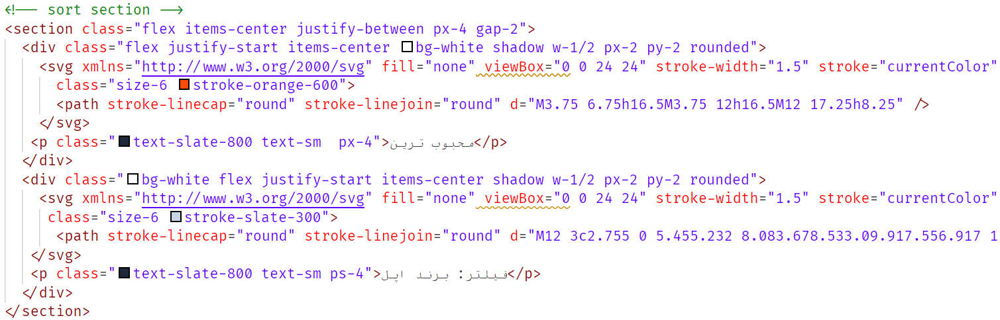 <!-- sort section -->
<section class="flex items-center justify-between px-4 gap-2">
<div class="flex justify-start items-center bg-white shadow w-1/2 px-2 py-2 rounded">
<svg xmlns="http://www.w3.org/2000/svg" fill="none" viewBox="0 0 24 24" stroke-width="1.5" stroke="currentColor"
class="size-6 stroke-orange-600">
<path stroke-linecap="round" stroke-linejoin="round" d="M3.75 6.75h16.5M3.75 12h16.5M12 17.25h8.25" />
</svg>
<p class="text-slate-800 text-sm  px-4">محبوب ترین</p>
</div>
<div class="bg-white flex justify-start items-center shadow w-1/2 px-2 py-2 rounded">
<svg xmlns="http://www.w3.org/2000/svg" fill="none" viewBox="0 0 24 24" stroke-width="1.5" stroke="currentColor"
class="size-6 stroke-slate-300">
<path stroke-linecap="round" stroke-linejoin="round" d="M12 3c2.755 0 5.455.232 8.083.678.533.09.917.556.917 1
</svg>
<p class="text-slate-800 text-sm ps-4">فیلتر: برند اپل</p>
</div>
</section>